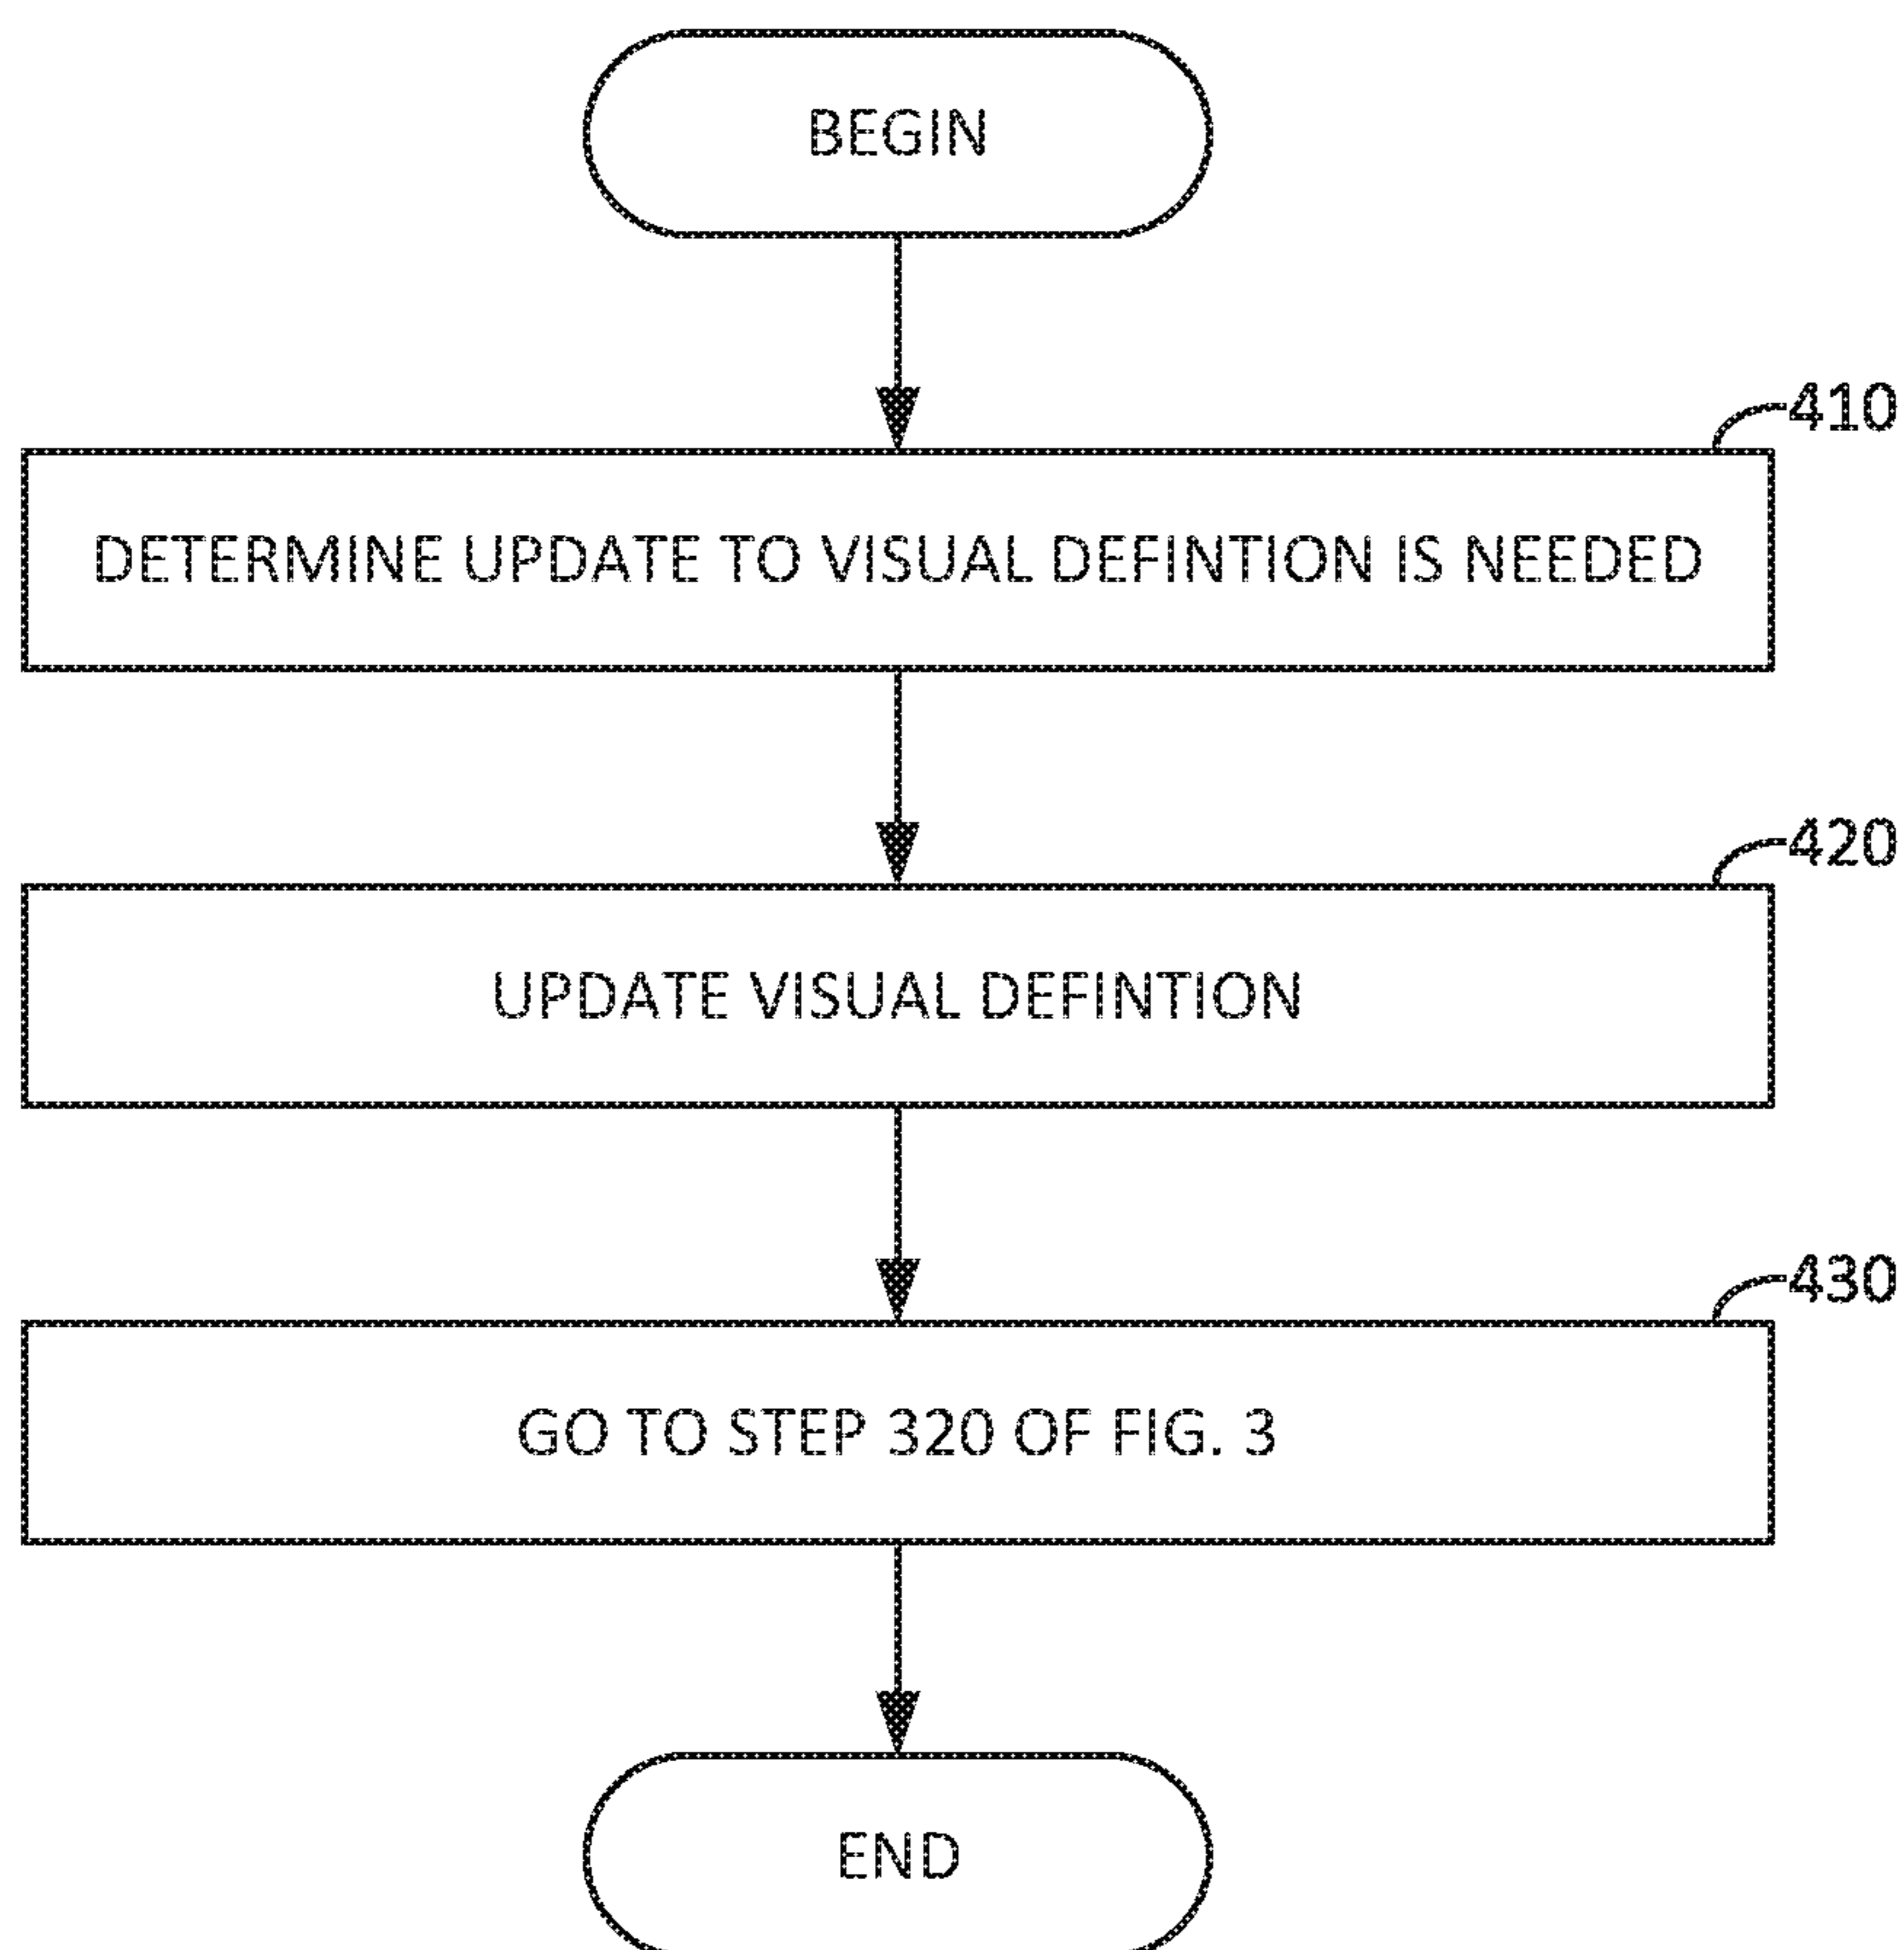 BEGIN
410
DETERMINE UPDATE TO VISUAL DEFINTION IS NEEDED
420
UPDATE VISUAL DEFINTION
430
GO TO STEP 320 OF FIG. 3
END